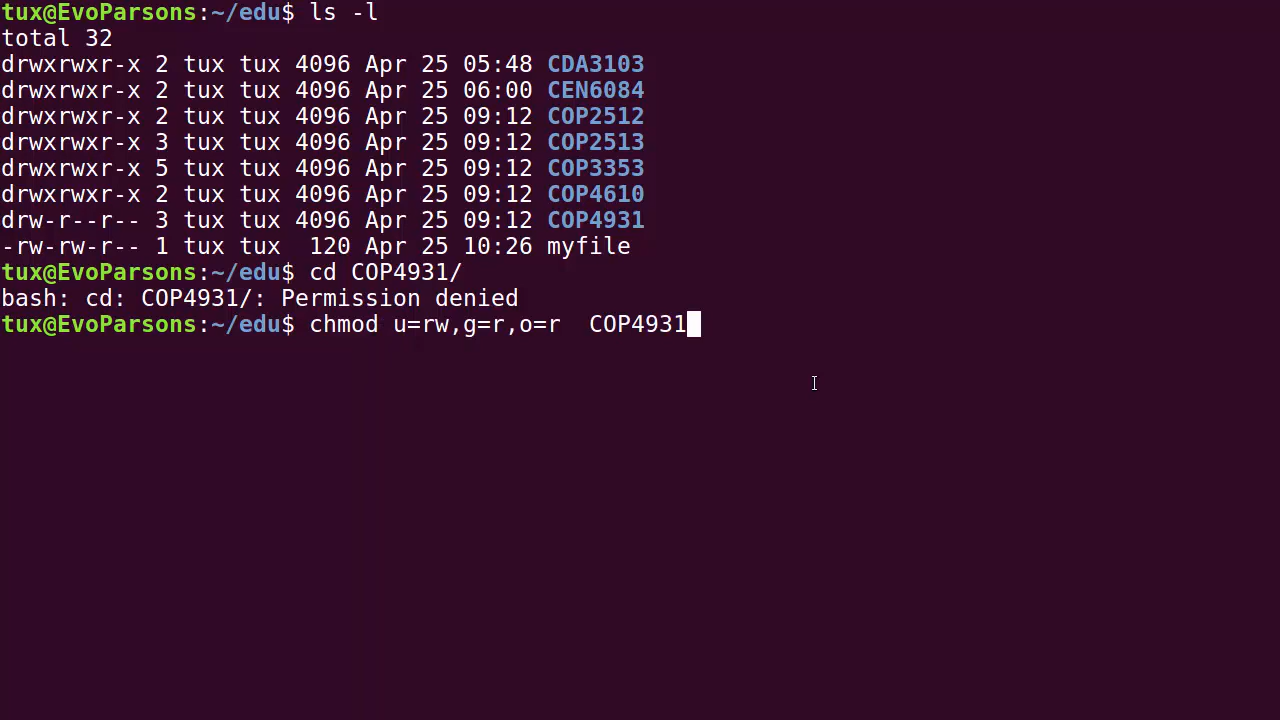 tux@EvoParsons:~/edu$ ls -l
total 32
drwxrwxr-x 2 tux tux 4096 Apr 25 05:48 CDA3103
drwxrwxr-x 2 tux tux 4096 Apr 25 06:00 CEN6084
drwxrwxr-x 2 tux tux 4096 Apr 25 09:12 COP2512
drwxrwxr-x 3 tux tux 4096 Apr 25 09:12 COP2513
drwxrwxr-x 5 tux tux 4096 Apr 25 09:12 COP3353
drwxrwxr-x 2 tux tux 4096 Apr 25 09:12 COP4610
drw-r--r-- 3 tux tux 4096 Apr 25 09:12 COP4931
-rw-rw-r-- 1 tux tux  120 Apr 25 10:26 myfile
tux@EvoParsons:~/edu$ cd COP4931/
bash: cd: COP4931/: Permission denied
tux@EvoParsons:~/edu$ chmod u=rw,g=r,o=r  COP4931